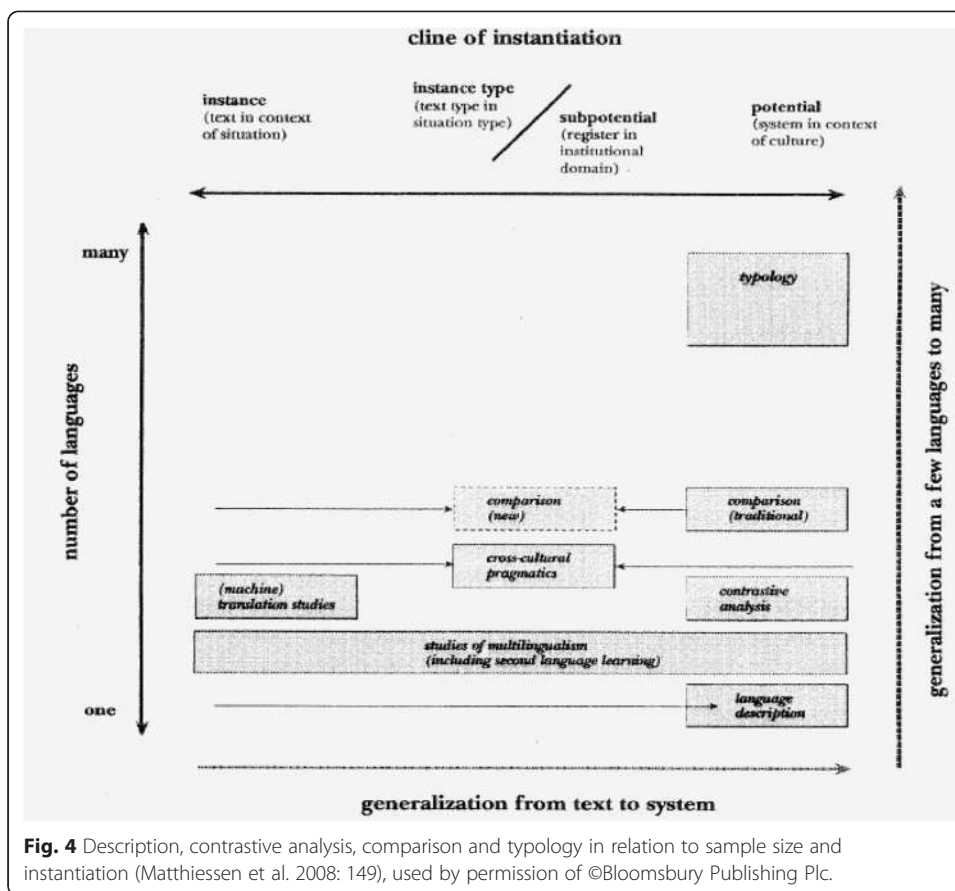 cline of instantiation
instance
(text in context
of situation)
instance type
(text type in
situation type)
subpotential
(register in
institutional
domain)
potential
(system in context
of culture)
many
number of languages
one
typology
comparison
(new)
comparison
(traditional)
cross-cultural
pragmatics
(machine)
translation studies
contrastive
analysis
studies of multilingualism
(including second language learning)
language
description
generalization from a few languages to many
generalization from text to system
Fig. 4 Description, contrastive analysis, comparison and typology in relation to sample size and
instantiation (Matthiessen et al. 2008: 149), used by permission of ©Bloomsbury Publishing Plc.